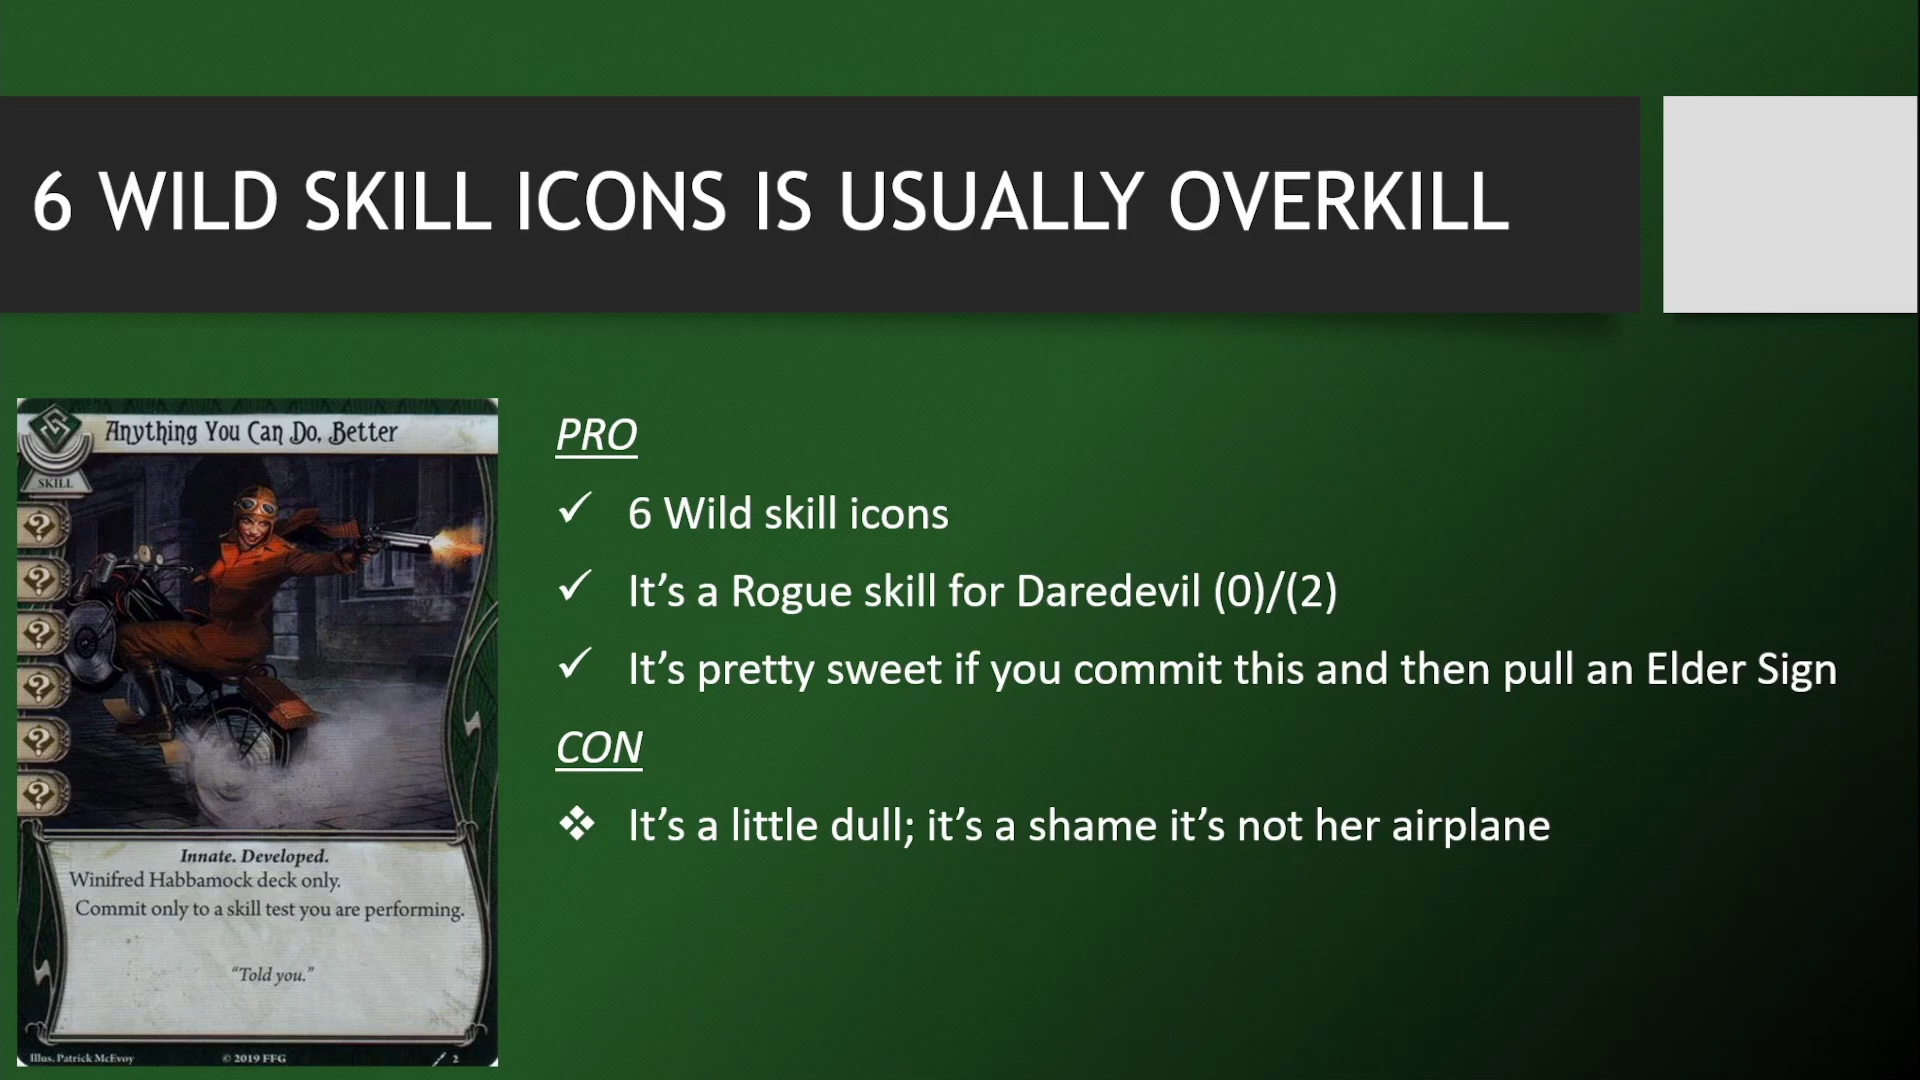 6 WILD SKILL ICONS IS USUALLY OVERKILL
Anything You Can Do, Better
SKILL
Innate. Developed.
Winifred Habbamock deck only.
Commit only to a skill test you are performing.
“Told you.”
Illus. Patrick McEvoy © 2019 FFG 2
PRO
6 Wild skill icons
It’s a Rogue skill for Daredevil (0)/(2)
It’s pretty sweet if you commit this and then pull an Elder Sign
CON
It’s a little dull; it’s a shame it’s not her airplane